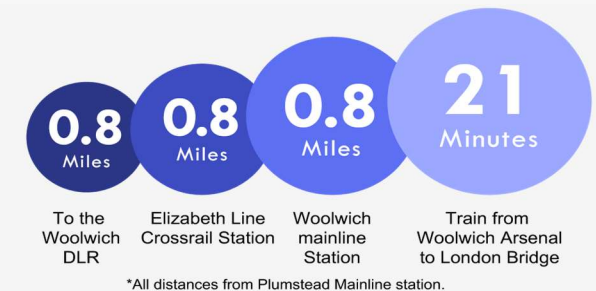 0.8
Miles
0.8
Miles
0.8
Miles
21
Minutes
To the
Woolwich
DLR
Elizabeth Line
Crossrail Station
Woolwich
mainline
Station
Train from
Woolwich Arsenal
to London Bridge
*All distances from Plumstead Mainline station.